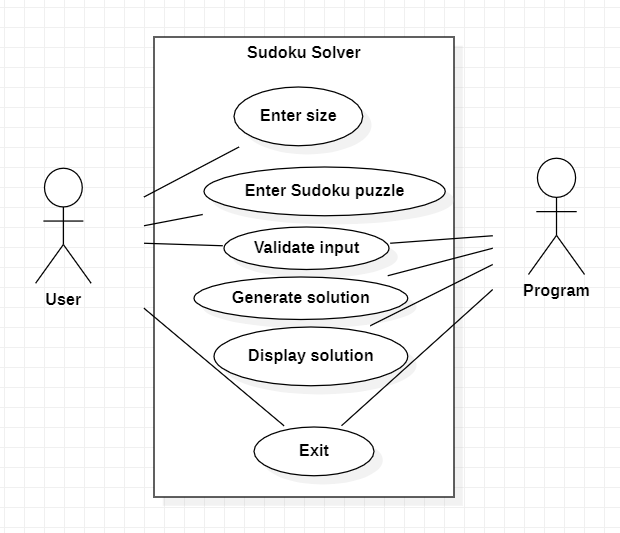 Sudoku Solver
Enter size
Enter Sudoku puzzle
Validate input
Generate solution
Display solution
Exit
User
Program